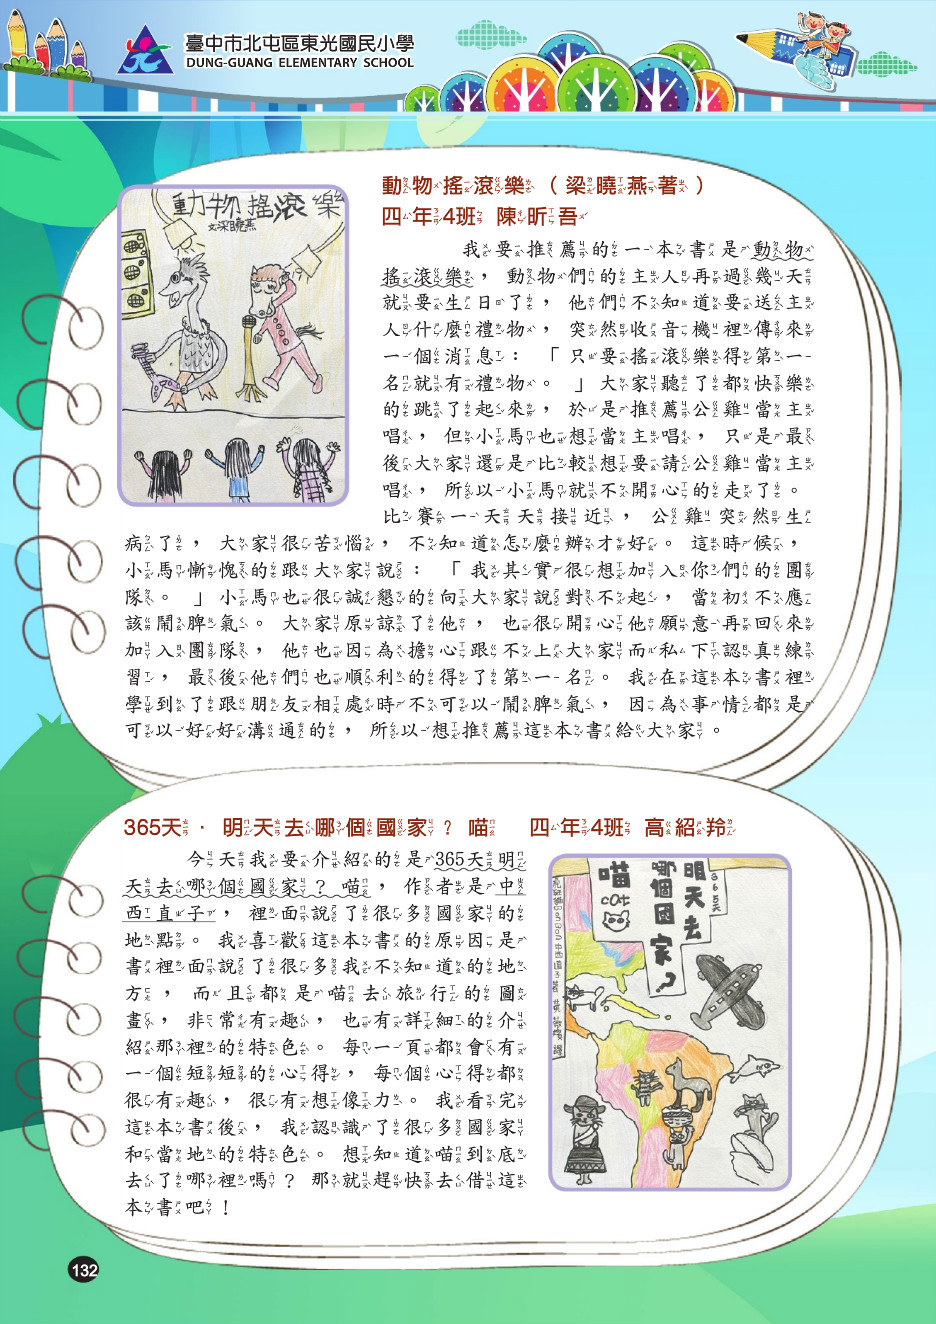 臺中市北屯區東光國民小學
DUNG-GUANG ELEMENTARY SCHOOL
動物搖滾樂（梁曉燕著）
四年4班 陳昕吾
動物搖滾樂
文梁曉燕
我要推薦的一本書是動物
搖滾樂，動物們的主人再過幾天
就要生日了，他們不知道要送主
人什麼禮物，突然收音機裡傳來
一個消息：「只要搖滾樂得第一
名就有禮物。」大家聽了都快樂
的跳了起來，於是推薦公雞當主
唱，但小馬也想當主唱，只是最
後大家還是比較想要請公雞當主
唱，所以小馬就不開心的走了。
比賽一天天接近，公雞突然生
病了，大家很苦惱，不知道怎麼辦才好。這時候，
小馬慚愧的跟大家說：「我其實很想加入你們的團
隊。」小馬也很誠懇的向大家說對不起，當初不應
該鬧脾氣。大家原諒了他，也很開心他願意再回來
加入團隊，他也因為擔心跟不上大家而私下認真練
習，最後他們也順利的得了第一名。我在這本書裡
學到了跟朋友相處時不可以鬧脾氣，因為事情都是
可以好好溝通的，所以想推薦這本書給大家。
365天．明天去哪個國家？喵 四年4班 高紹羚
今天我要介紹的是365天明
天去哪個國家？喵，作者是中
西直子，裡面說了很多國家的
地點。我喜歡這本書的原因是
書裡面說了很多我不知道的地
方，而且都是喵去旅行的圖
畫，非常有趣，也有詳細的介
紹那裡的特色。每一頁都會有
一個短短的心得，每個心得都
很有趣，很有想像力。我看完
這本書後，我認識了很多國家
和當地的特色。想知道喵到底
去了哪裡嗎？那就趕快去借這
本書吧！
365天
明天去
哪個國家？
喵
cat
132